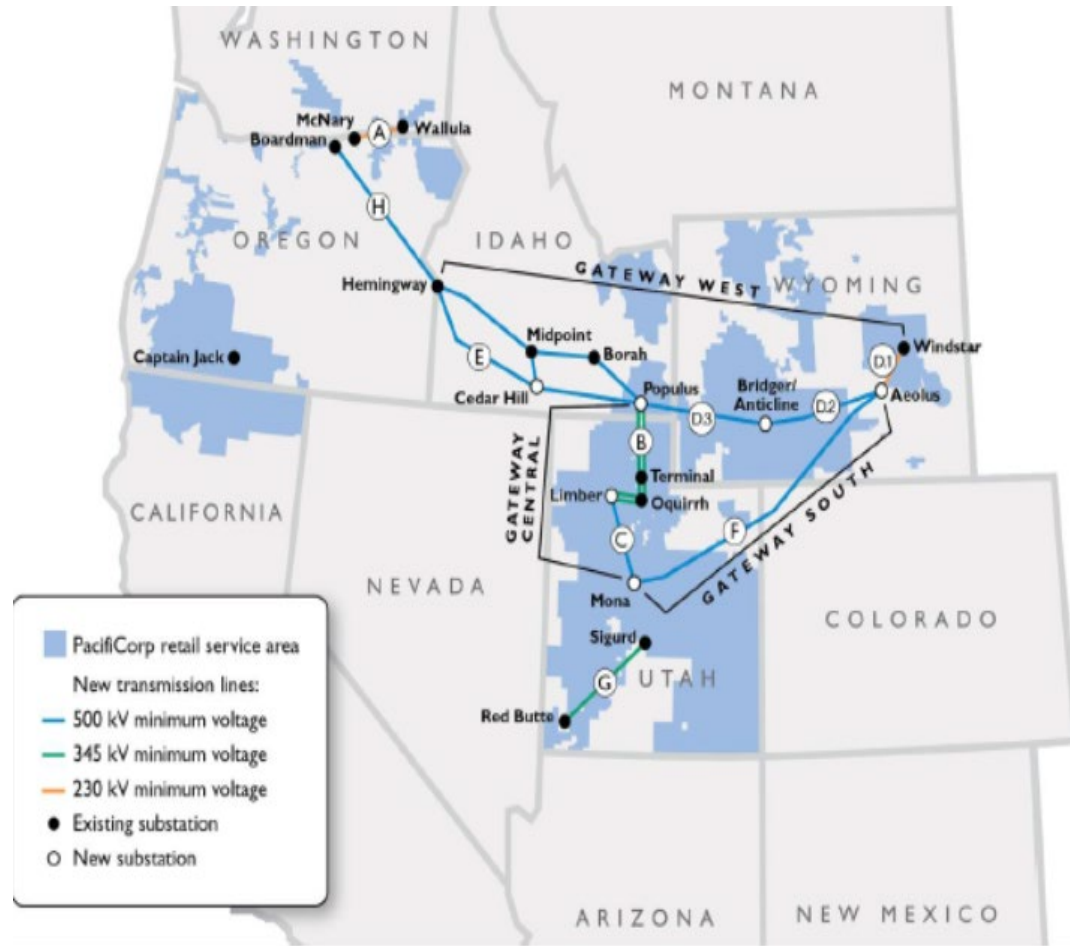 WASHINGTON
MONTANA
McNary
A
Wallula
Boardman
H
OREGON
IDAHO
GATEWAY WEST
WYOMING
Hemingway
Midpoint
Windstar
D.1
Captain Jack
E
Borah
Cedar Hill
Populus
Bridger/
Anticline
Aeolus
D.3
D.2
GATEWAY
CENTRAL
B
Terminal
Limber
Oquirrh
CALIFORNIA
C
F
GATEWAY SOUTH
NEVADA
Mona
COLORADO
Sigurd
G
UTAH
Red Butte
PacifiCorp retail service area
New transmission lines:
500 kV minimum voltage
345 kV minimum voltage
230 kV minimum voltage
Existing substation
New substation
ARIZONA
NEW MEXICO